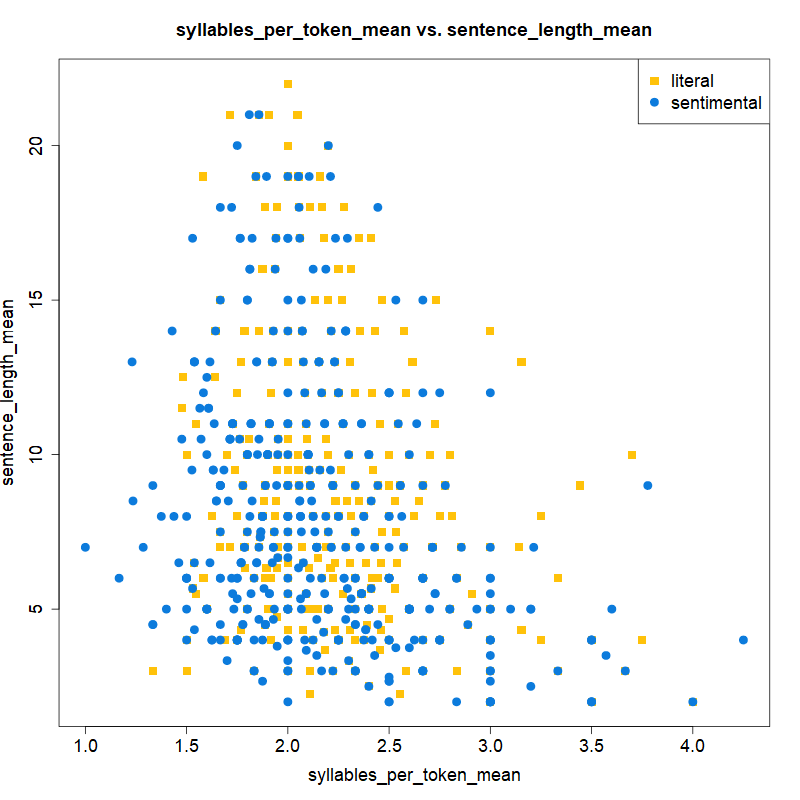 syllables_per_token_mean vs. sentence_length_mean
literal
sentimental
sentence_length_mean
20
15
10
5
1.0 1.5 2.0 2.5 3.0 3.5 4.0
syllables_per_token_mean